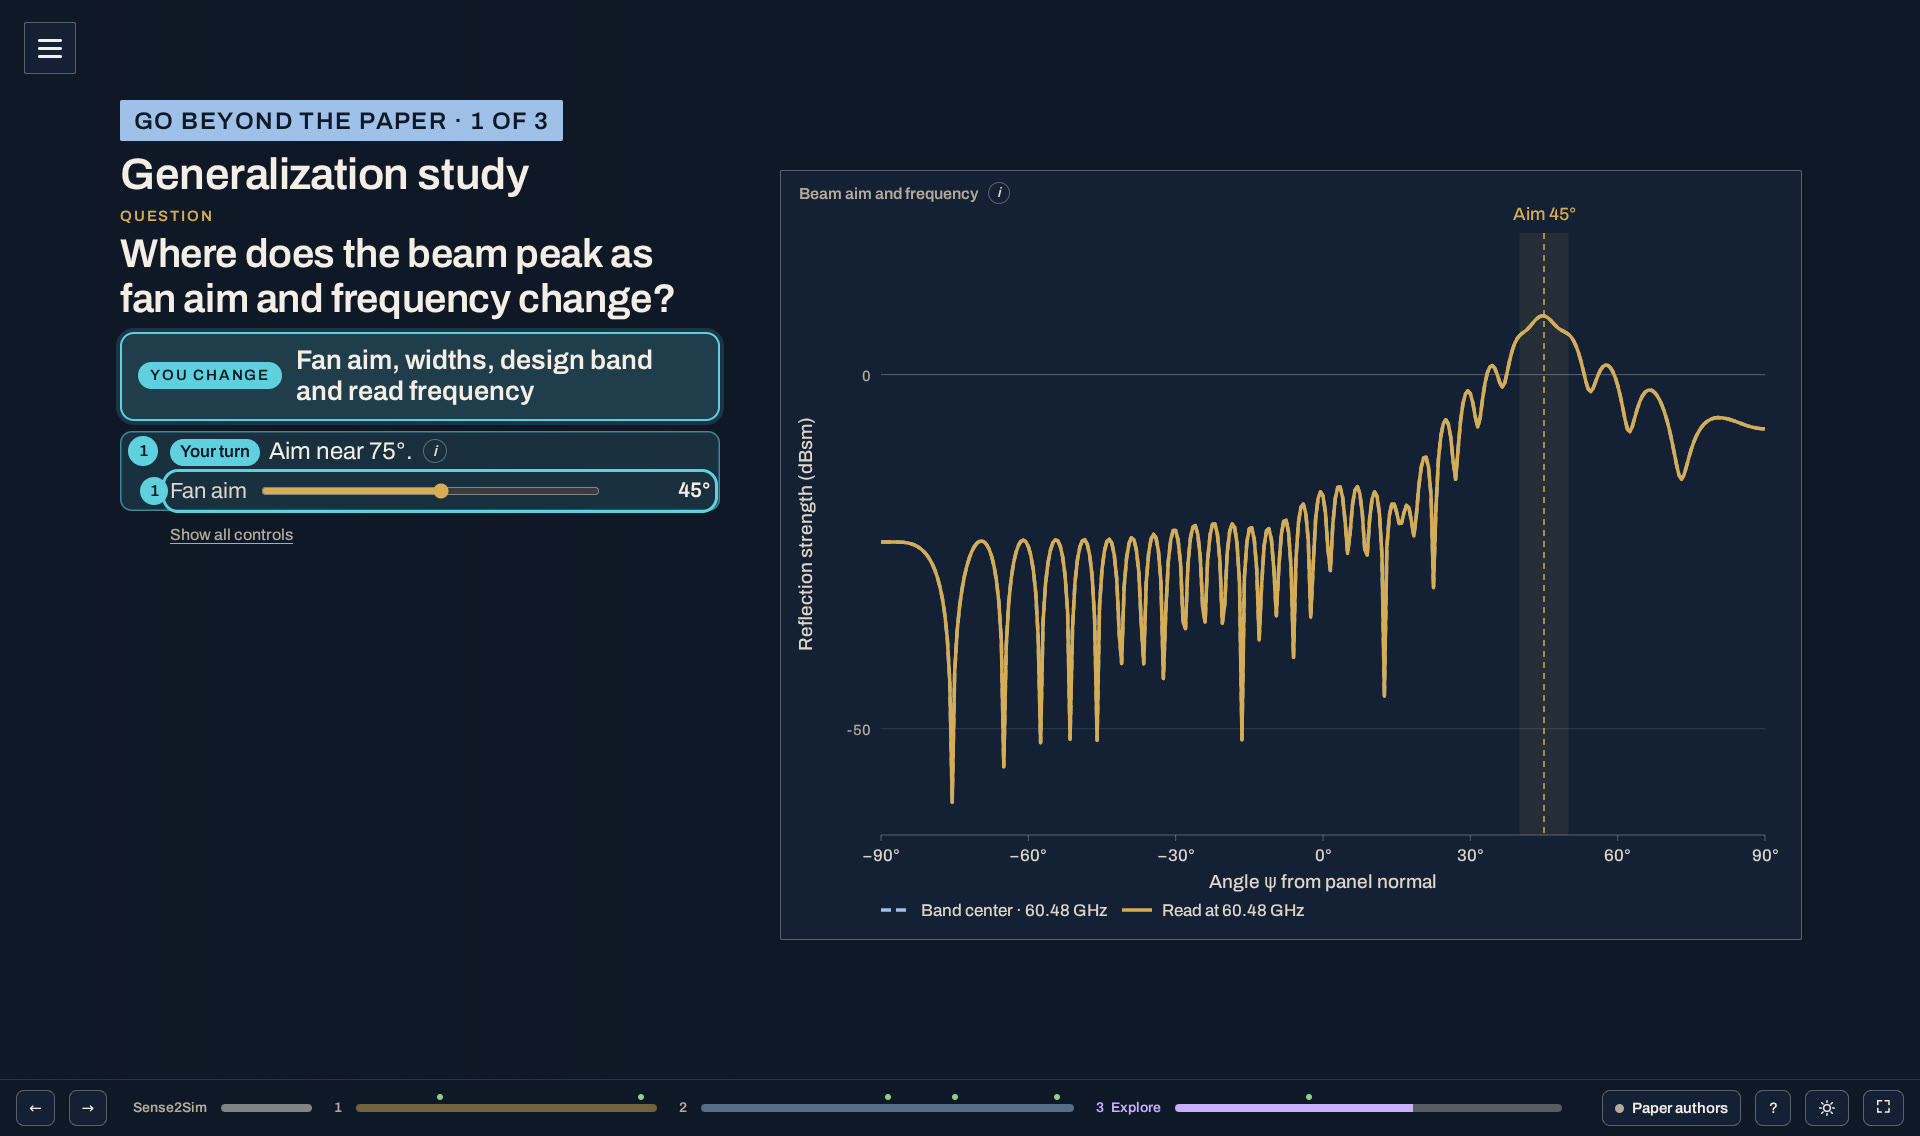 GO BEYOND THE PAPER · 1 OF 3
Generalization study
QUESTION
Where does the beam peak as
fan aim and frequency change?
YOU CHANGE
Fan aim, widths, design band
and read frequency
1 Your turn Aim near 75°. i
1 Fan aim 45°
Show all controls
Beam aim and frequency i
Aim 45°
0
-50
Reflection strength (dBsm)
−90° −60° −30° 0° 30° 60° 90°
Angle ψ from panel normal
Band center · 60.48 GHz Read at 60.48 GHz
← → Sense2Sim 1 2 3 Explore Paper authors ?